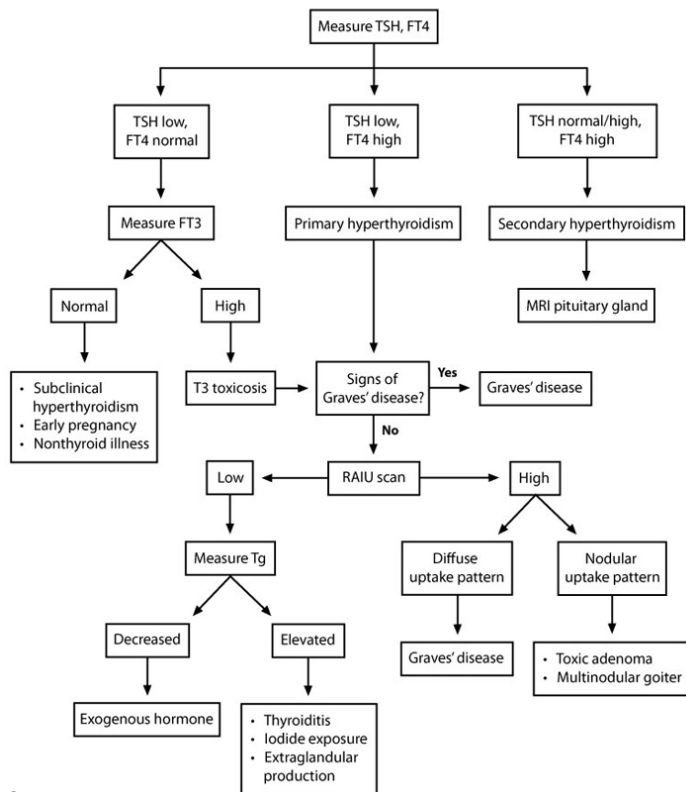 Measure TSH, FT4
TSH low,
FT4 normal
TSH low,
FT4 high
TSH normal/high,
FT4 high
Measure FT3
Primary hyperthyroidism
Secondary hyperthyroidism
Normal
High
MRI pituitary gland
• Subclinical
hyperthyroidism
• Early pregnancy
• Nonthyroid illness
T3 toxicosis
Signs of
Graves' disease?
Yes
Graves' disease
No
Low
RAIU scan
High
Measure Tg
Diffuse
uptake pattern
Nodular
uptake pattern
Decreased
Elevated
Graves' disease
• Toxic adenoma
• Multinodular goiter
Exogenous hormone
• Thyroiditis
• Iodide exposure
• Extraglandular
production